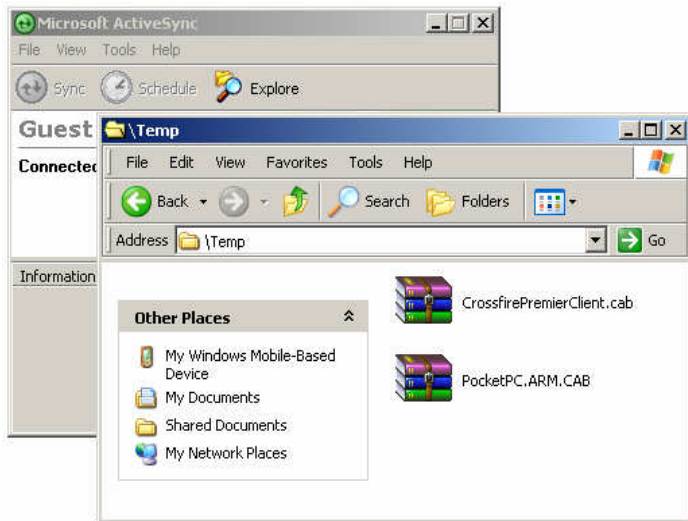 Microsoft ActiveSync
File View Tools Help
Sync Schedule Explore
Guest
Connected
Information
\Temp
File Edit View Favorites Tools Help
Back Search Folders
Address \Temp Go
Other Places
My Windows Mobile-Based
Device
My Documents
Shared Documents
My Network Places
CrossfirePremierClient.cab
PocketPC.ARM.CAB